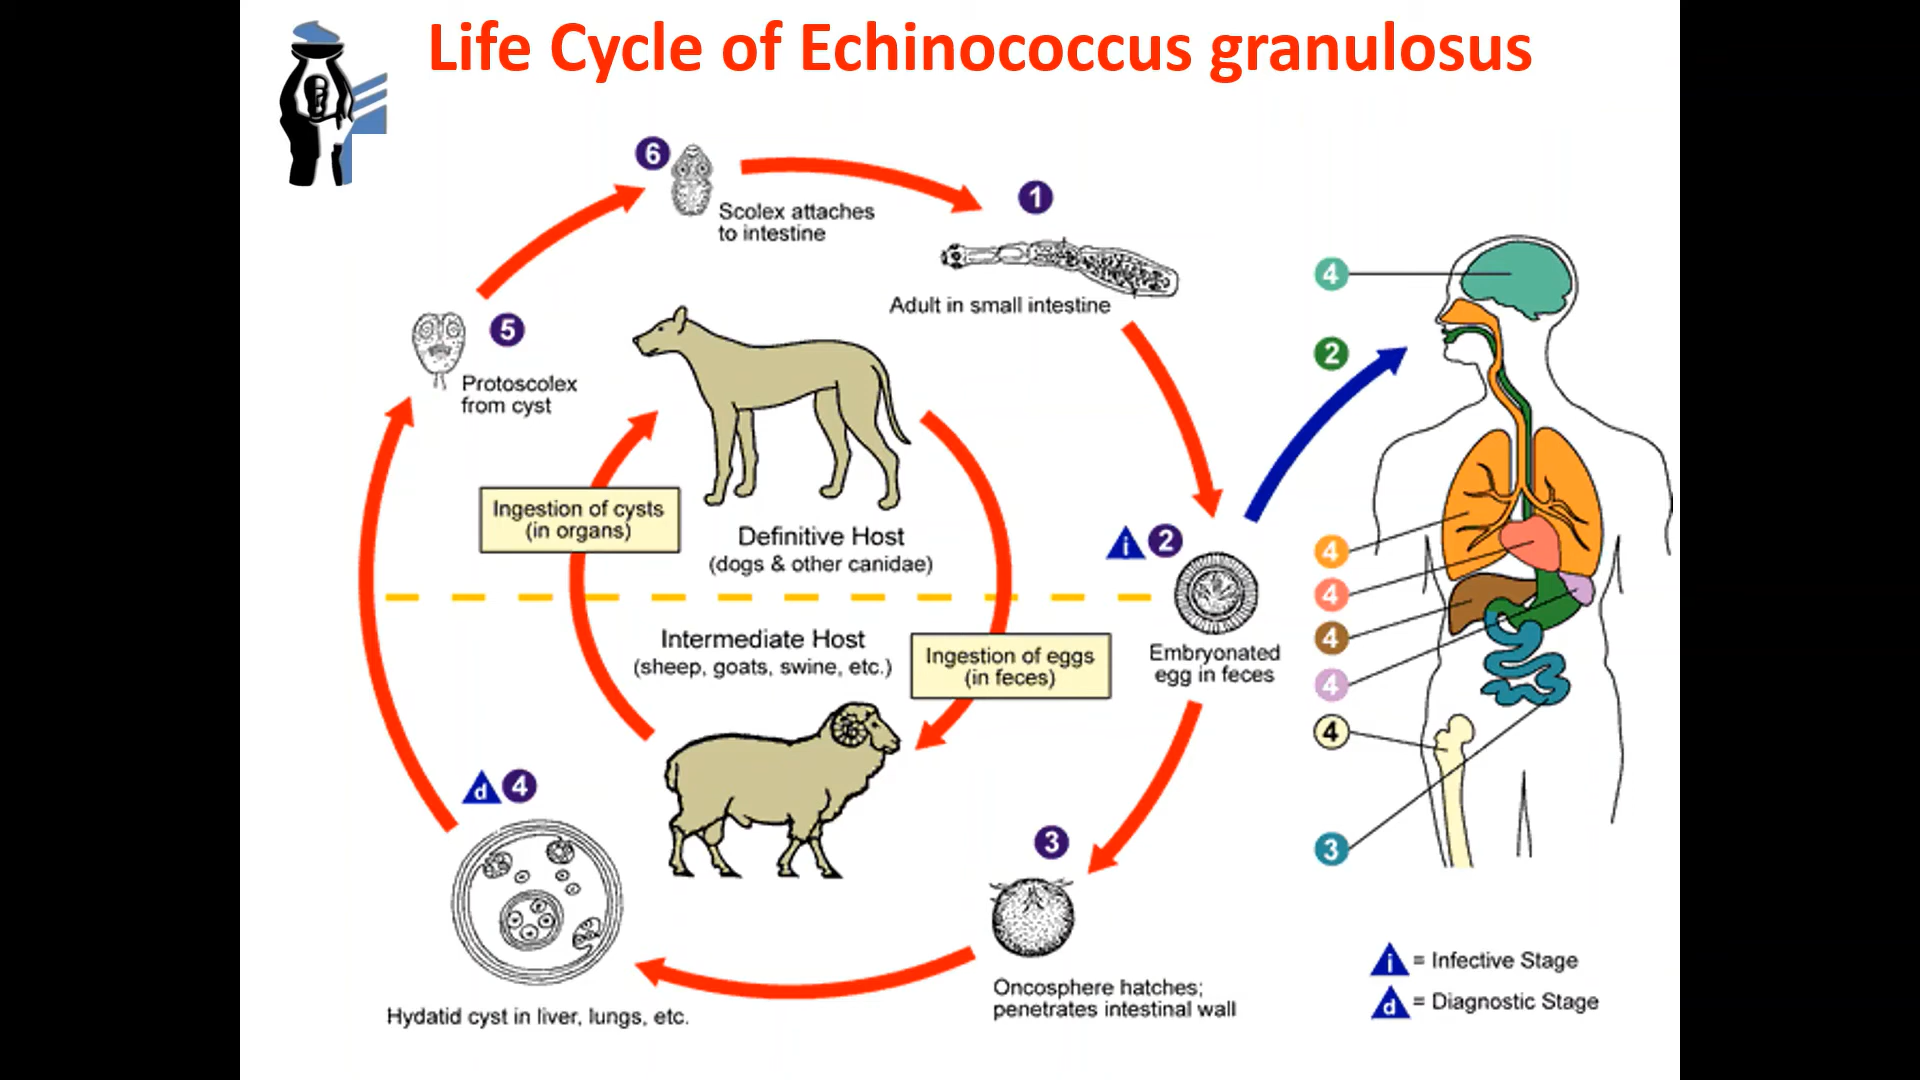 Life Cycle of Echinococcus granulosus
6
Scolex attaches
to intestine
1
Adult in small intestine
5
Protoscolex
from cyst
Ingestion of cysts
(in organs)
Definitive Host
(dogs & other canidae)
i 2
Embryonated
egg in feces
Intermediate Host
(sheep, goats, swine, etc.)
Ingestion of eggs
(in feces)
d 4
Hydatid cyst in liver, lungs, etc.
3
Oncosphere hatches;
penetrates intestinal wall
4
2
4
4
4
4
4
3
i = Infective Stage
d = Diagnostic Stage